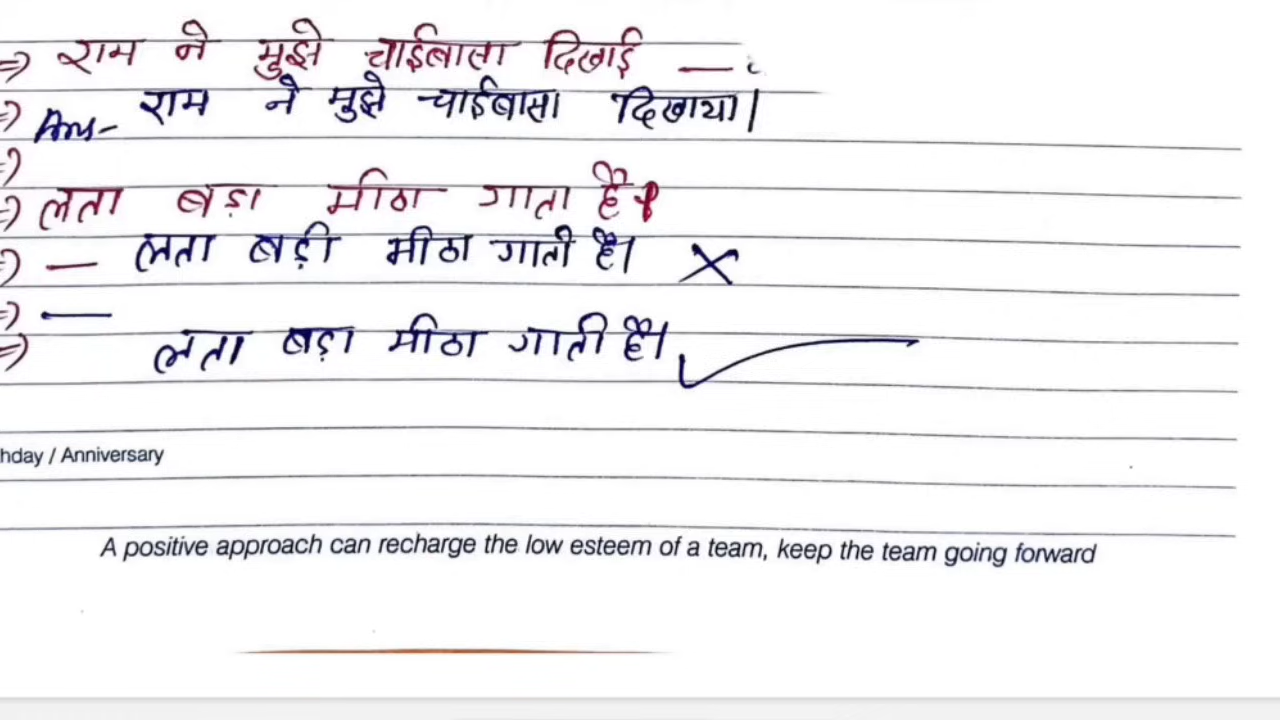 => राम ने मुझे चाईबासा दिखाई —
=> Ans- राम ने मुझे चाईबासा दिखाया।
=>
=> लता बड़ा मीठा गाता है।
=> — लता बड़ी मीठा गाती है। ×
=> —
=> लता बड़ा मीठा गाती है। ✓
hday / Anniversary
A positive approach can recharge the low esteem of a team, keep the team going forward